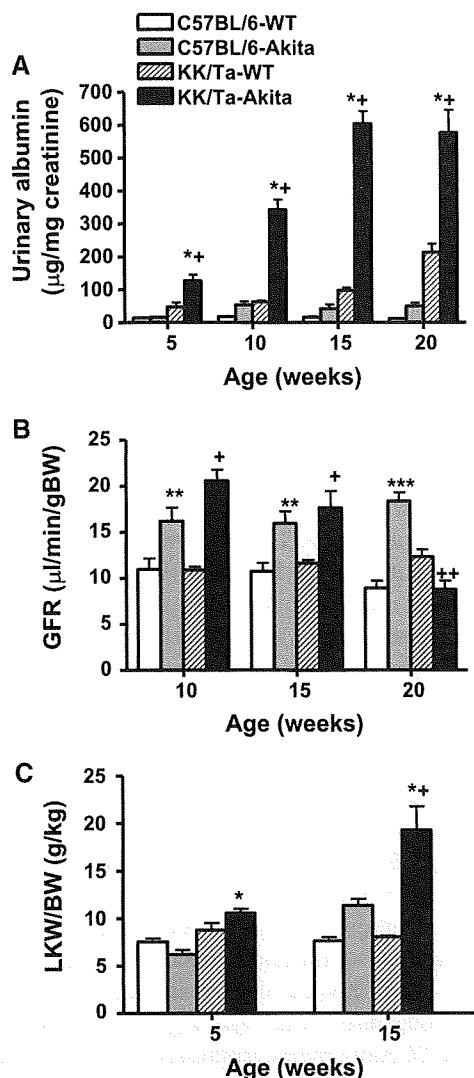 C57BL/6-WT
C57BL/6-Akita
KK/Ta-WT
KK/Ta-Akita
A
Urinary albumin
(μg/mg creatinine)
700
600
500
400
300
200
100
0
*+
*+
*+
*+
5
10
15
20
Age (weeks)
B
GFR (μl/min/gBW)
25
20
15
10
5
0
**
+
**
+
***
++
10
15
20
Age (weeks)
C
LKW/BW (g/kg)
25
20
15
10
5
0
*
*+
5
15
Age (weeks)